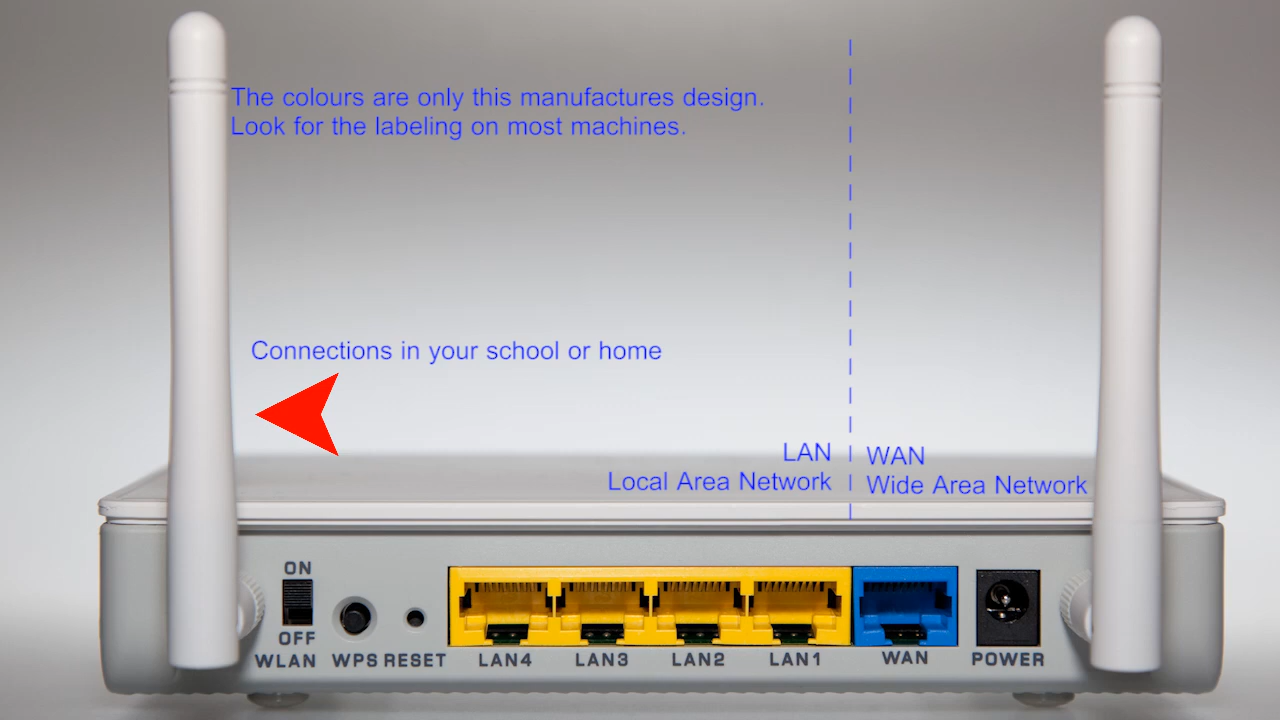 The colours are only this manufactures design.
Look for the labeling on most machines.
Connections in your school or home
LAN
Local Area Network
WAN
Wide Area Network
ON
OFF
WLAN WPS RESET LAN4 LAN3 LAN2 LAN1 WAN POWER